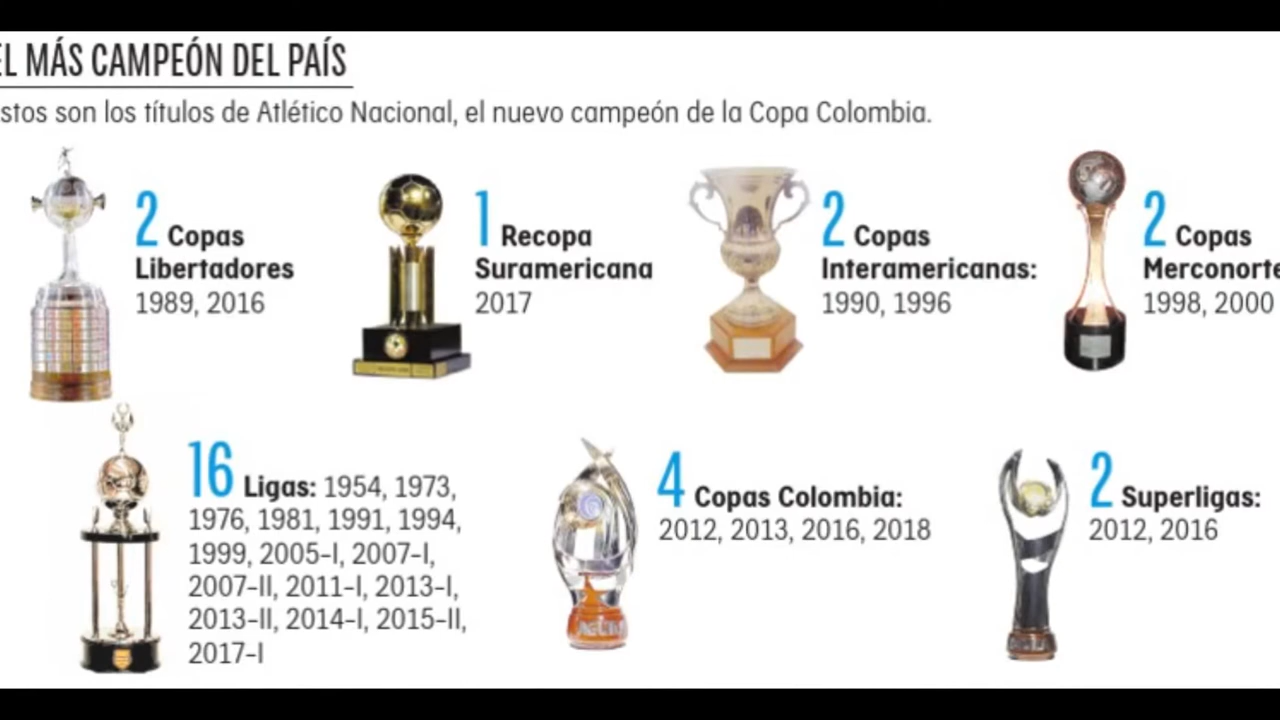 EL MÁS CAMPEÓN DEL PAÍS
stos son los títulos de Atlético Nacional, el nuevo campeón de la Copa Colombia.
2 Copas
Libertadores
1989, 2016
1 Recopa
Suramericana
2017
2 Copas
Interamericanas:
1990, 1996
2 Copas
Merconorte
1998, 2000
16 Ligas: 1954, 1973,
1976, 1981, 1991, 1994,
1999, 2005-I, 2007-I,
2007-II, 2011-I, 2013-I,
2013-II, 2014-I, 2015-II,
2017-I
4 Copas Colombia:
2012, 2013, 2016, 2018
2 Superligas:
2012, 2016